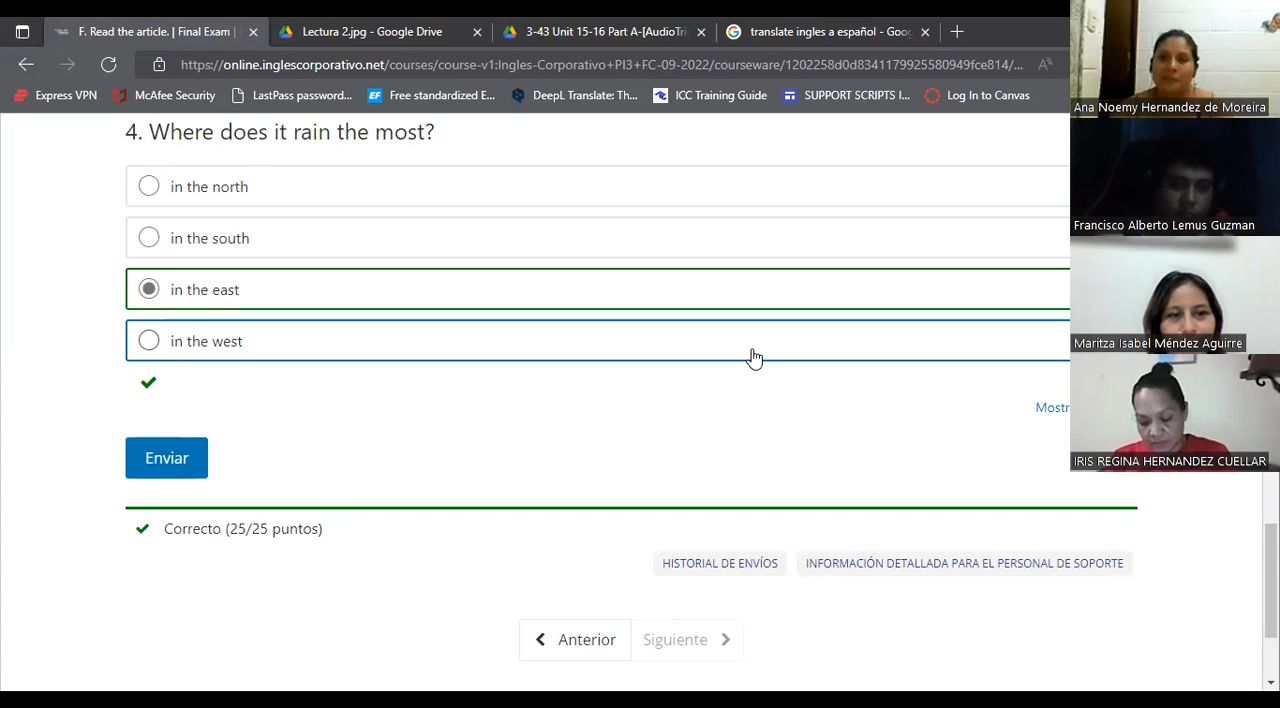 F. Read the article. | Final Exam |
Lectura 2.jpg - Google Drive
3-43 Unit 15-16 Part A-[AudioTri
translate ingles a español - Goog
https://online.inglescorporativo.net/courses/course-v1:Ingles-Corporativo+PI3+FC-09-2022/courseware/1202258d0d8341179925580949fce814/...
Express VPN
McAfee Security
LastPass password...
Free standardized E...
DeepL Translate: Th...
ICC Training Guide
SUPPORT SCRIPTS I...
Log In to Canvas
4. Where does it rain the most?
in the north
in the south
in the east
in the west
Mostr
Enviar
Correcto (25/25 puntos)
HISTORIAL DE ENVÍOS
INFORMACIÓN DETALLADA PARA EL PERSONAL DE SOPORTE
Anterior
Siguiente
Ana Noemy Hernandez de Moreira
Francisco Alberto Lemus Guzman
Maritza Isabel Méndez Aguirre
IRIS REGINA HERNANDEZ CUELLAR